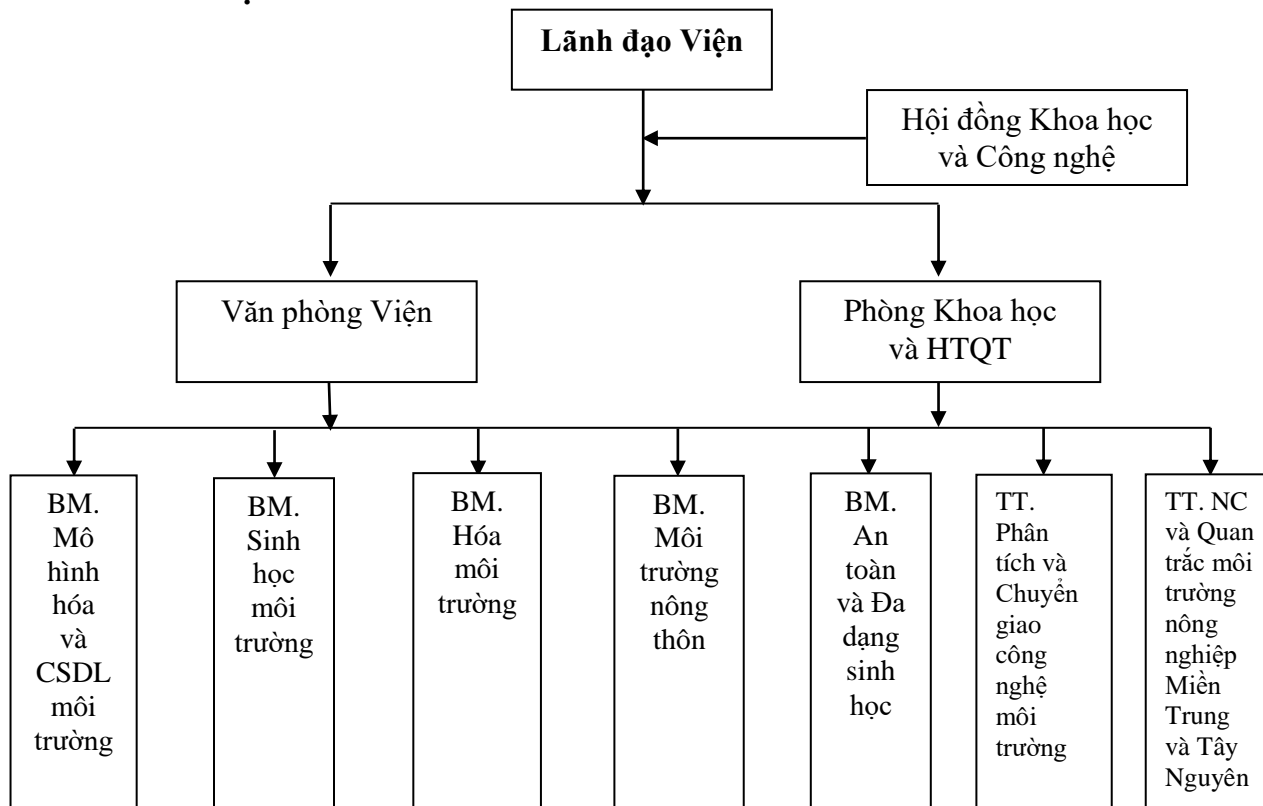 Lãnh đạo Viện
Hội đồng Khoa học
và Công nghệ
Văn phòng Viện
Phòng Khoa học
và HTQT
BM.
Mô
hình
hóa
và
CSDL
môi
trường
BM.
Sinh
học
môi
trường
BM.
Hóa
môi
trường
BM.
Môi
trường
nông
thôn
BM.
An
toàn
và Đa
dạng
sinh
học
TT.
Phân
tích và
Chuyển
giao
công
nghệ
môi
trường
TT. NC
và Quan
trắc môi
trường
nông
nghiệp
Miền
Trung
và Tây
Nguyên